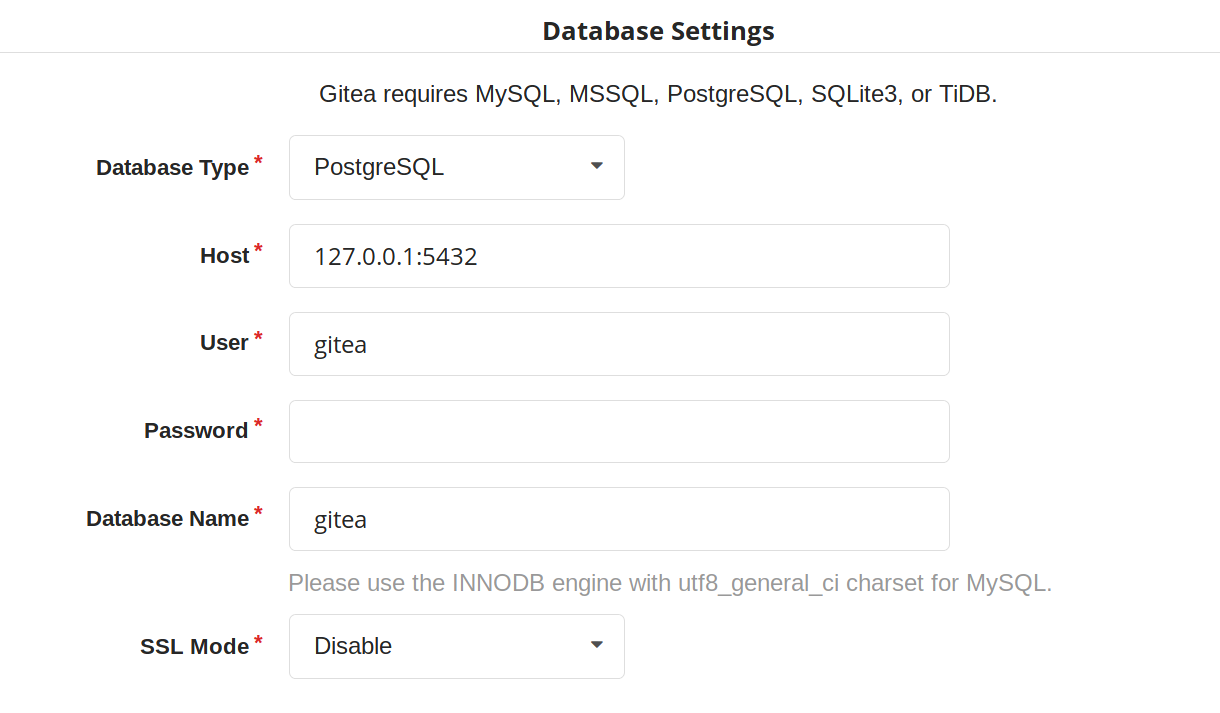 Database Settings
Gitea requires MySQL, MSSQL, PostgreSQL, SQLite3, or TiDB.
Database Type *
PostgreSQL
Host *
127.0.0.1:5432
User *
gitea
Password *
Database Name *
gitea
Please use the INNODB engine with utf8_general_ci charset for MySQL.
SSL Mode *
Disable